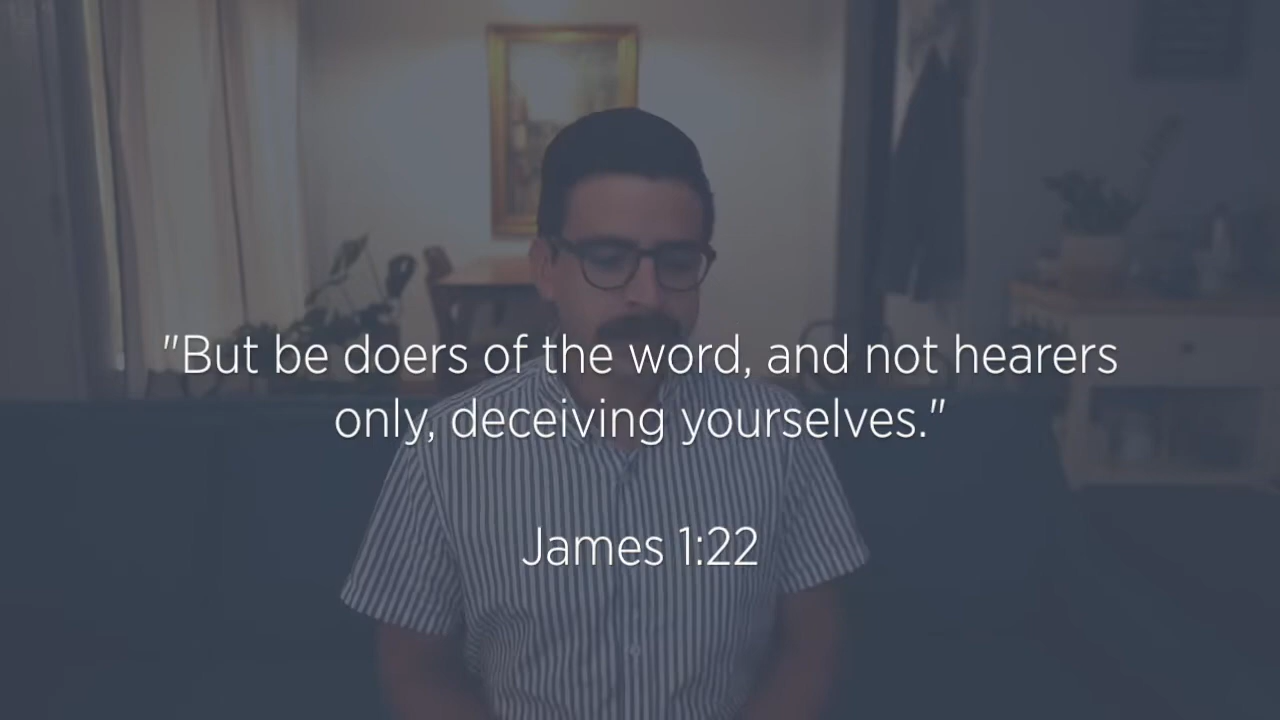 "But be doers of the word, and not hearers
only, deceiving yourselves."
James 1:22